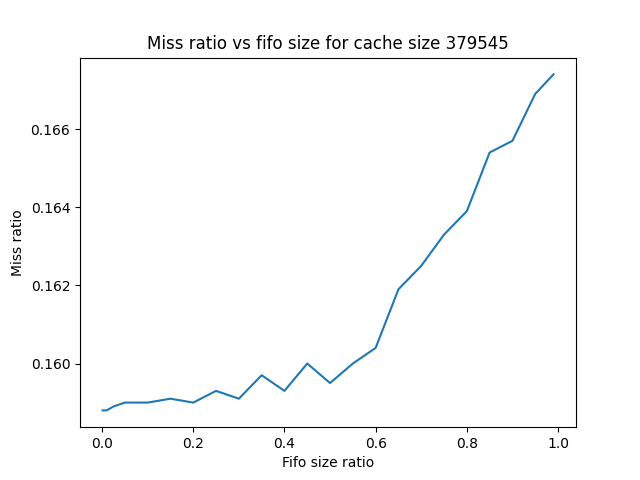 Miss ratio vs fifo size for cache size 379545
0.166
0.164
0.162
0.160
Miss ratio
0.0 0.2 0.4 0.6 0.8 1.0
Fifo size ratio